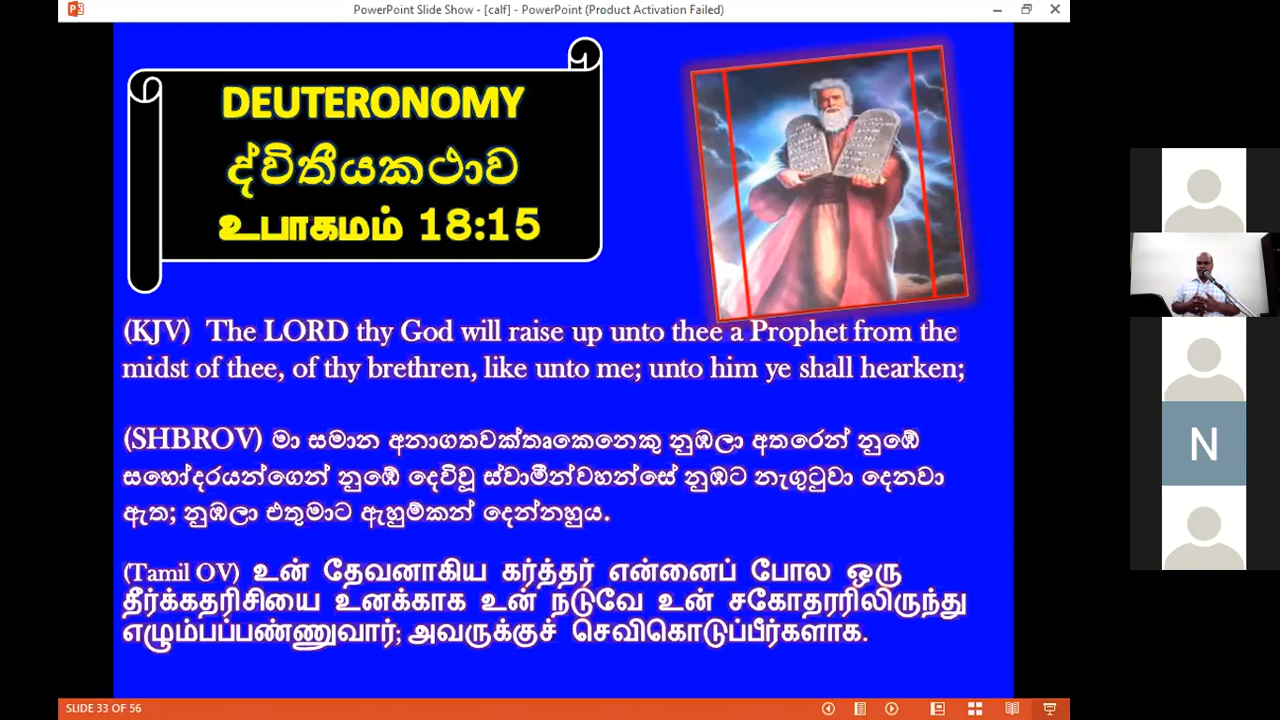 PowerPoint Slide Show - [calf] - PowerPoint (Product Activation Failed)
DEUTERONOMY
ද්විතීයකථාව
உபாகமம் 18:15
(KJV) The LORD thy God will raise up unto thee a Prophet from the
midst of thee, of thy brethren, like unto me; unto him ye shall hearken;
(SHBROV) මා සමාන අනාගතවක්තෘකෙනෙකු නුඹලා අතරෙන් නුඹේ
සහෝදරයන්ගෙන් නුඹේ දෙවිවූ ස්වාමීන්වහන්සේ නුඹට නැගුටුවා දෙනවා
ඇත; නුඹලා එතුමාට ඇහුම්කන් දෙන්නහුය.
(Tamil OV) உன் தேவனாகிய கர்த்தர் என்னைப் போல ஒரு
தீர்க்கதரிசியை உனக்காக உன் நடுவே உன் சகோதரரிலிருந்து
எழும்பப்பண்ணுவார்; அவருக்குச் செவிகொடுப்பீர்களாக.
N
SLIDE 33 OF 56